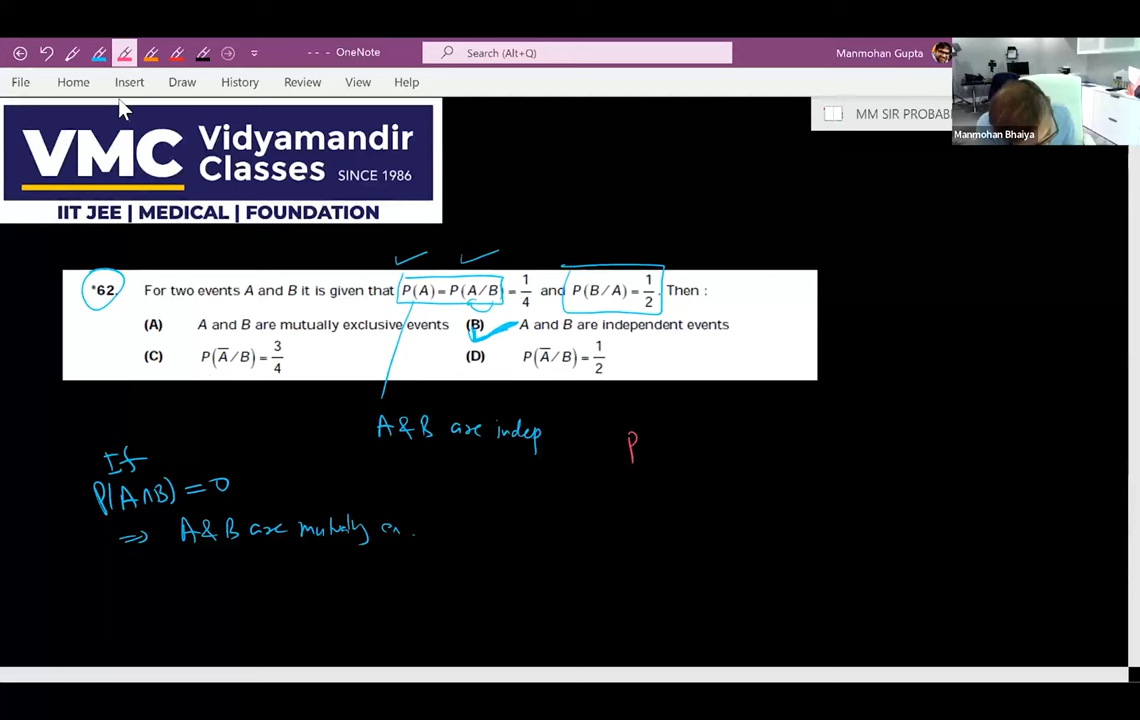 - - - OneNote
Search (Alt+Q)
Manmohan Gupta
File Home Insert Draw History Review View Help
VMC Vidyamandir Classes SINCE 1986
IIT JEE | MEDICAL | FOUNDATION
MM SIR PROBAB
Manmohan Bhaiya
*62. For two events A and B it is given that P(A) = P(A/B) = 1/4 and P(B/A) = 1/2. Then :
(A) A and B are mutually exclusive events (B) A and B are independent events
(C) P(A̅/B) = 3/4 (D) P(A̅/B) = 1/2
A & B are indep
P
If
P(A∩B) = 0
⇒ A & B are mutually ex.